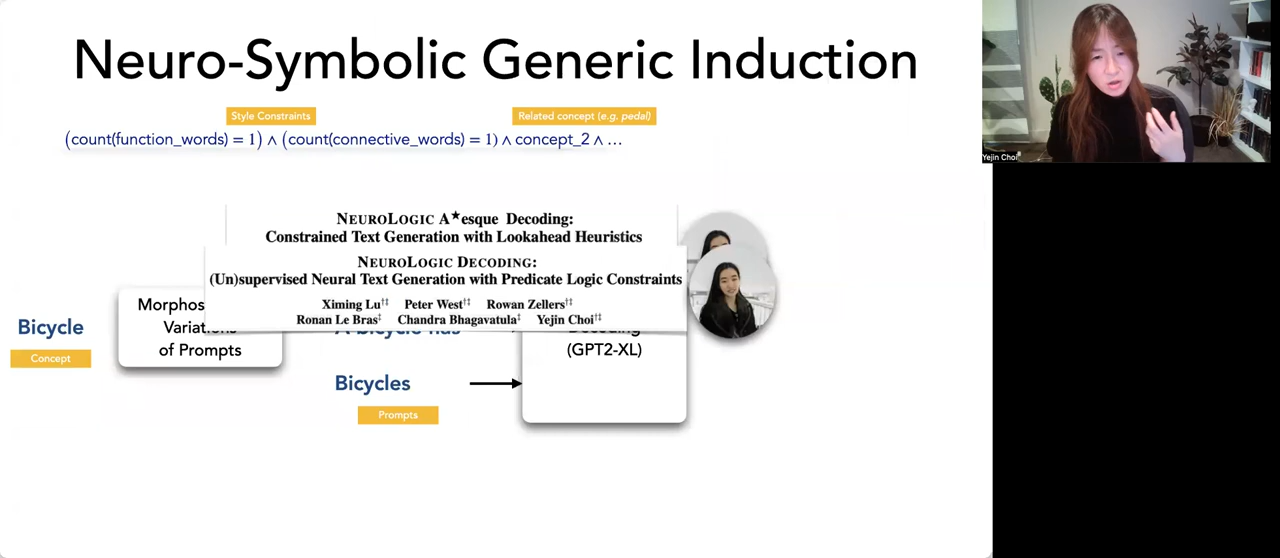 Neuro-Symbolic Generic Induction
Style Constraints
Related concept (e.g. pedal)
(count(function_words) = 1) ∧ (count(connective_words) = 1) ∧ concept_2 ∧ …
Yejin Choi
NEUROLOGIC A★esque Decoding:
Constrained Text Generation with Lookahead Heuristics
NEUROLOGIC DECODING:
(Un)supervised Neural Text Generation with Predicate Logic Constraints
Ximing Lu†‡ Peter West†‡ Rowan Zellers†‡
Ronan Le Bras‡ Chandra Bhagavatula‡ Yejin Choi†‡
Bicycle
Concept
Variations
of Prompts
A bicycle has
Bicycles
Prompts
Decoding
(GPT2-XL)